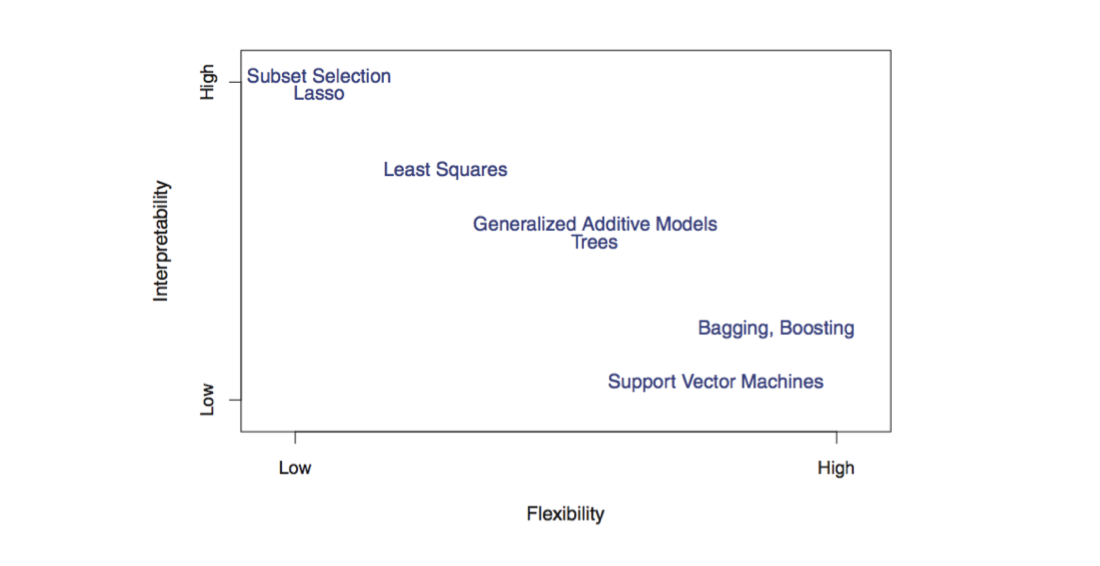 High
Subset Selection
Lasso
Least Squares
Interpretability
Generalized Additive Models
Trees
Bagging, Boosting
Support Vector Machines
Low
Low
High
Flexibility